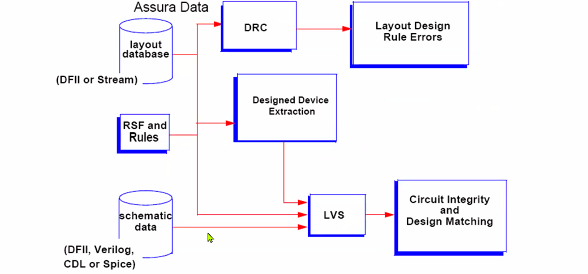 Assura Data
layout
database
(DFII or Stream)
DRC
Layout Design
Rule Errors
RSF and
Rules
Designed Device
Extraction
schematic
data
(DFII, Verilog,
CDL or Spice)
LVS
Circuit Integrity
and
Design Matching